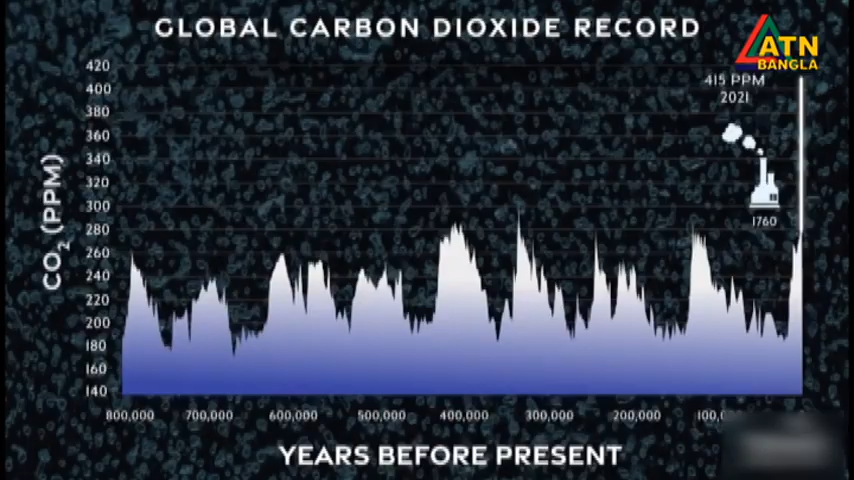 GLOBAL CARBON DIOXIDE RECORD
ATN
BANGLA
415 PPM
2021
1760
CO2 (PPM)
420
400
380
360
340
320
300
280
260
240
220
200
180
160
140
800,000 700,000 600,000 500,000 400,000 300,000 200,000
YEARS BEFORE PRESENT